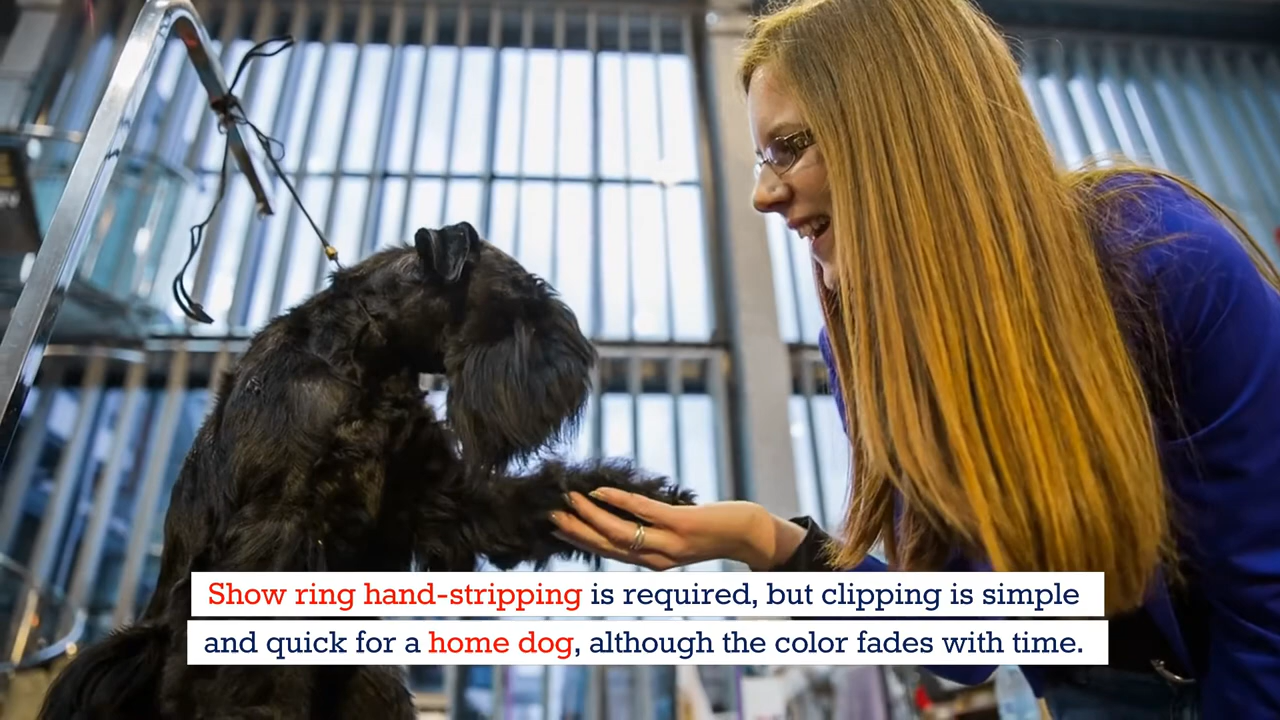 Show ring hand-stripping is required, but clipping is simple
and quick for a home dog, although the color fades with time.